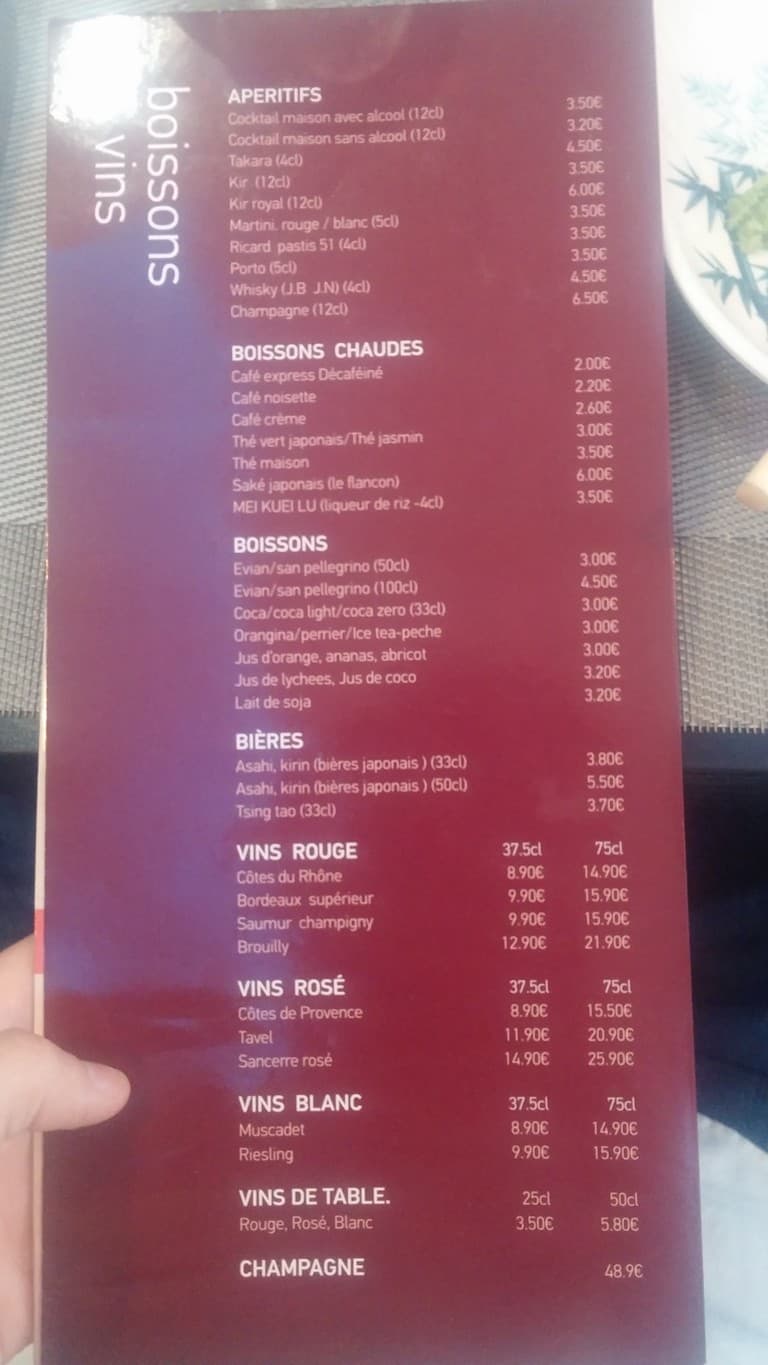 boissons
vins
APERITIFS
Cocktail maison avec alcool (12cl) 3.50€
Cocktail maison sans alcool (12cl) 3.20€
Takara (4cl) 4.50€
Kir (12cl) 3.50€
Kir royal (12cl) 6.00€
Martini. rouge / blanc (5cl) 3.50€
Ricard pastis 51 (4cl) 3.50€
Porto (5cl) 3.50€
Whisky (J.B J.N) (4cl) 4.50€
Champagne (12cl) 6.50€
BOISSONS CHAUDES
Café express Décaféiné 2.00€
Café noisette 2.20€
Café crème 2.60€
Thé vert japonais/Thé jasmin 3.00€
Thé maison 3.50€
Saké japonais (le flancon) 6.00€
MEI KUEI LU (liqueur de riz -4cl) 3.50€
BOISSONS
Evian/san pellegrino (50cl) 3.00€
Evian/san pellegrino (100cl) 4.50€
Coca/coca light/coca zero (33cl) 3.00€
Orangina/perrier/Ice tea-peche 3.00€
Jus d'orange, ananas, abricot 3.00€
Jus de lychees, Jus de coco 3.20€
Lait de soja 3.20€
BIÈRES
Asahi, kirin (bières japonais ) (33cl) 3.80€
Asahi, kirin (bières japonais ) (50cl) 5.50€
Tsing tao (33cl) 3.70€
VINS ROUGE 37.5cl 75cl
Côtes du Rhône 8.90€ 14.90€
Bordeaux supérieur 9.90€ 15.90€
Saumur champigny 9.90€ 15.90€
Brouilly 12.90€ 21.90€
VINS ROSÉ 37.5cl 75cl
Côtes de Provence 8.90€ 15.50€
Tavel 11.90€ 20.90€
Sancerre rosé 14.90€ 25.90€
VINS BLANC 37.5cl 75cl
Muscadet 8.90€ 14.90€
Riesling 9.90€ 15.90€
VINS DE TABLE. 25cl 50cl
Rouge, Rosé, Blanc 3.50€ 5.80€
CHAMPAGNE 48.9€